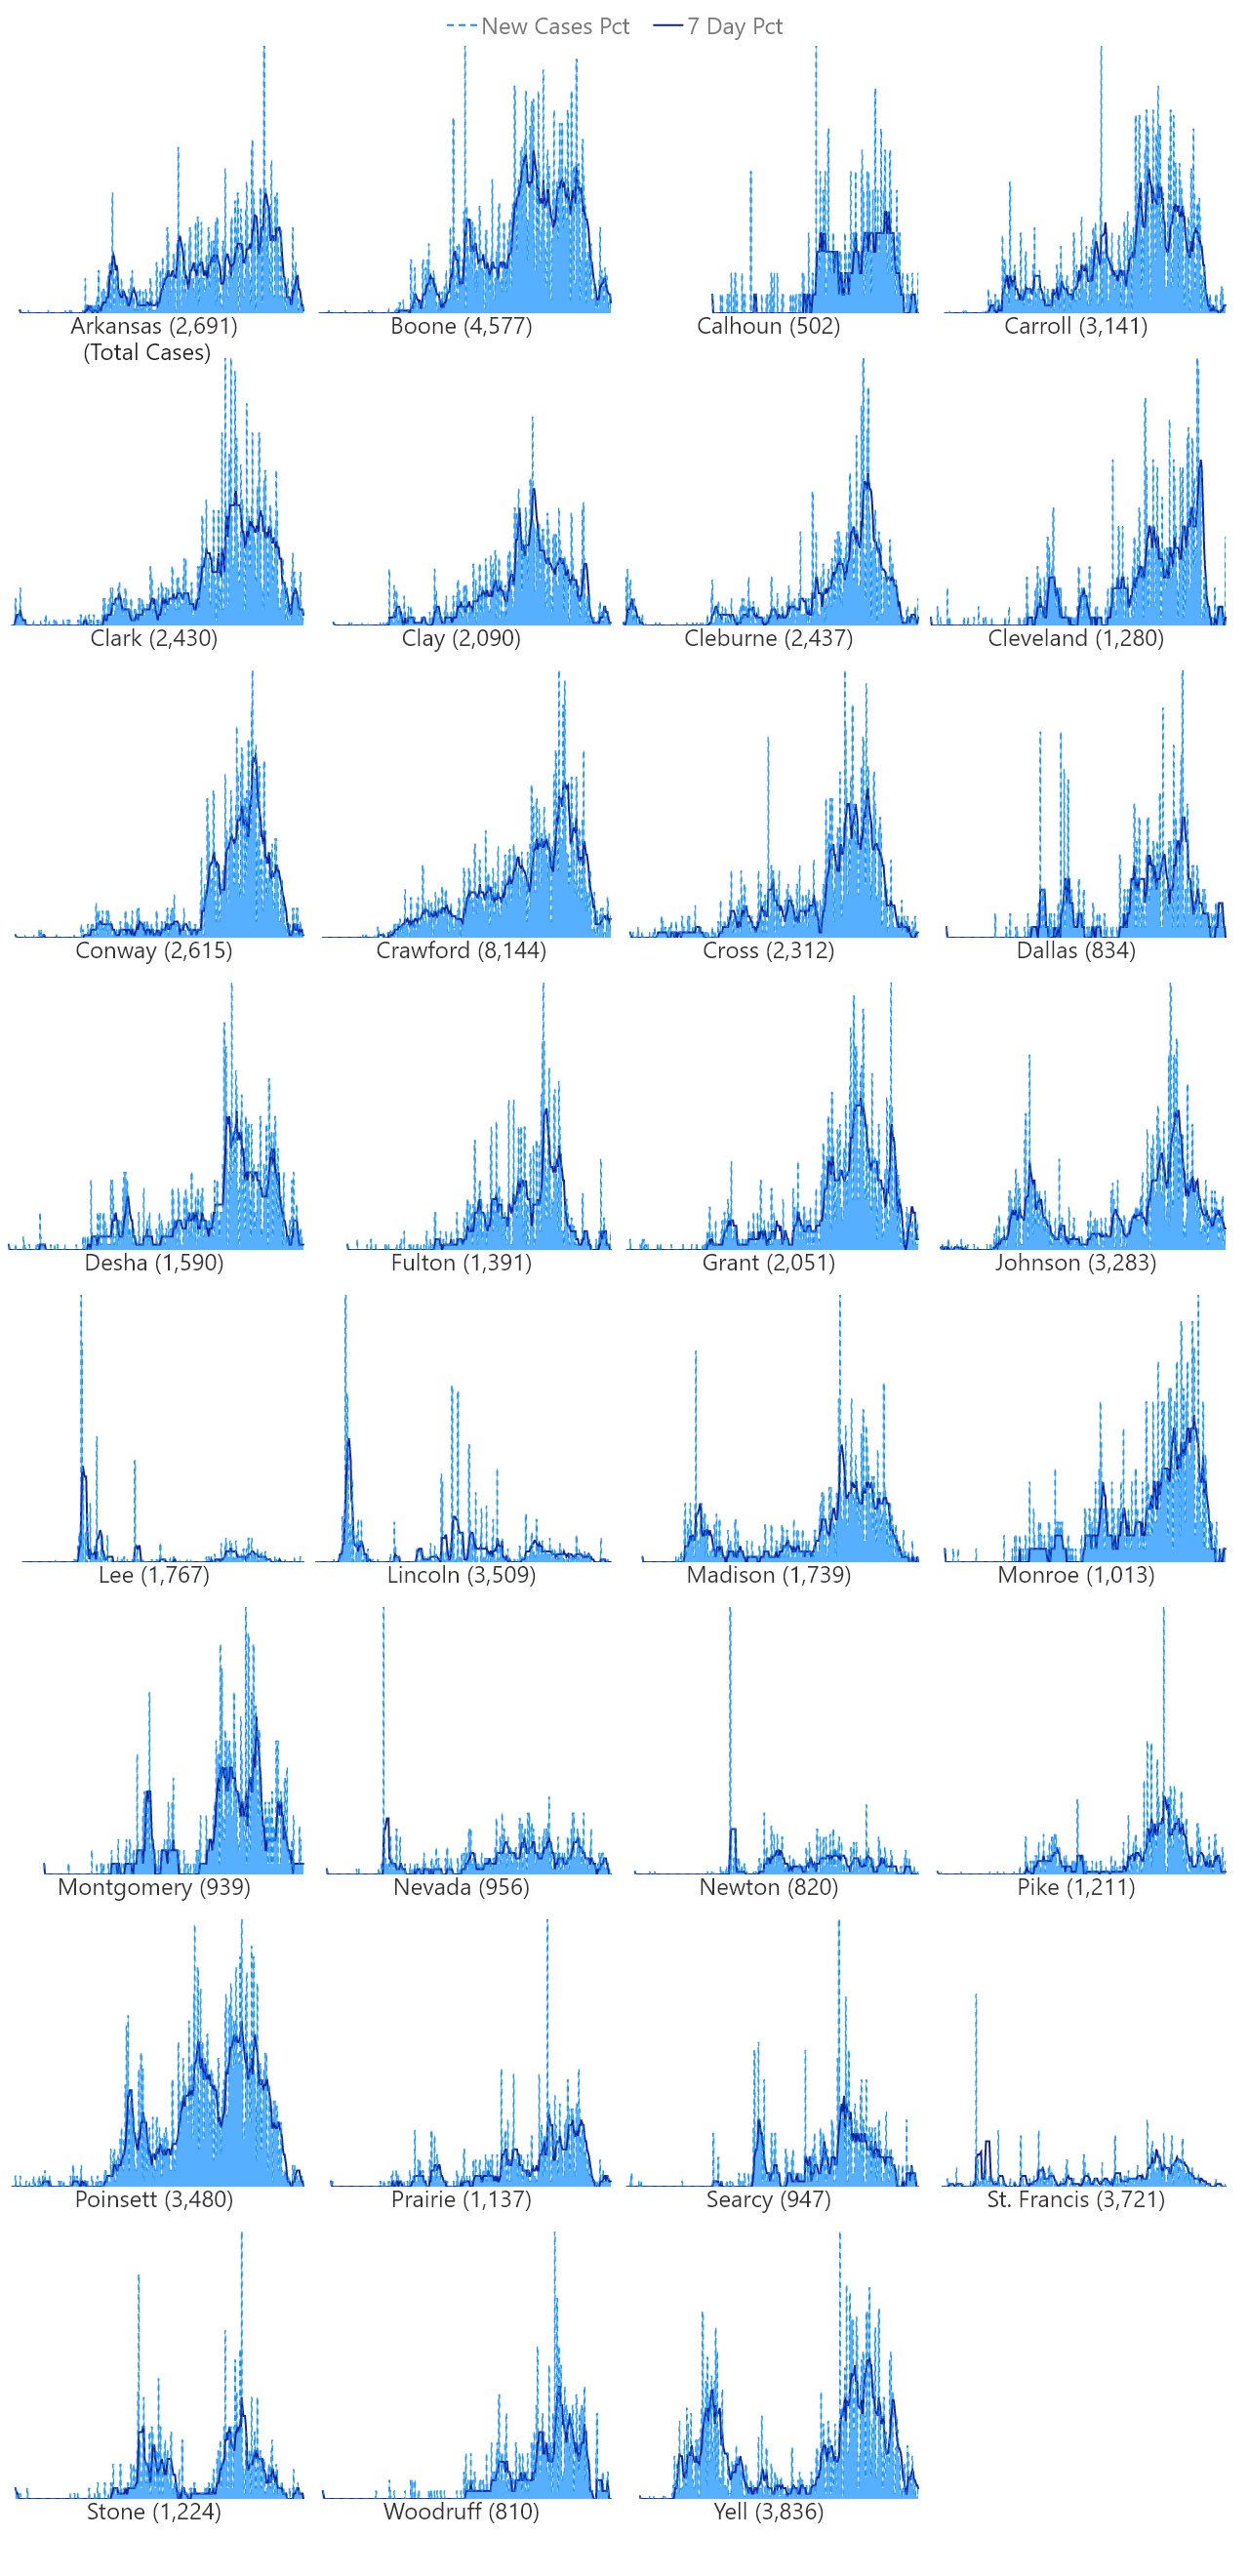 New Cases Pct 7 Day Pct
Arkansas (2,691) Boone (4,577) Calhoun (502) Carroll (3,141)
(Total Cases)
Clark (2,430) Clay (2,090) Cleburne (2,437) Cleveland (1,280)
Conway (2,615) Crawford (8,144) Cross (2,312) Dallas (834)
Desha (1,590) Fulton (1,391) Grant (2,051) Johnson (3,283)
Lee (1,767) Lincoln (3,509) Madison (1,739) Monroe (1,013)
Montgomery (939) Nevada (956) Newton (820) Pike (1,211)
Poinsett (3,480) Prairie (1,137) Searcy (947) St. Francis (3,721)
Stone (1,224) Woodruff (810) Yell (3,836)